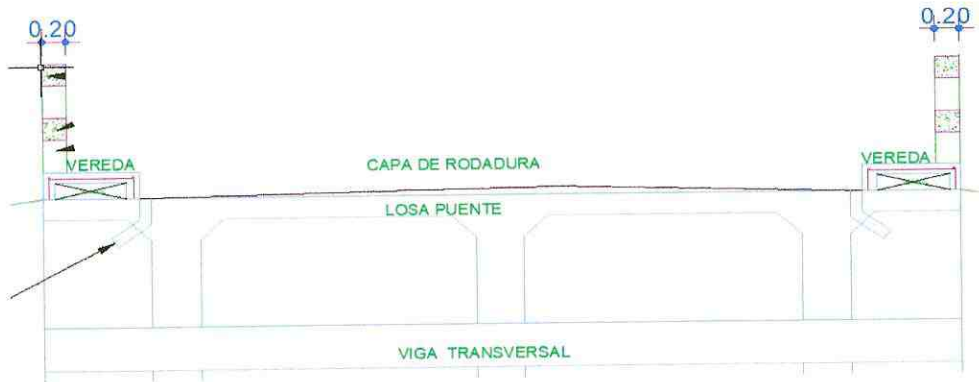 0.20
0.20
VEREDA
CAPA DE RODADURA
VEREDA
LOSA PUENTE
VIGA TRANSVERSAL